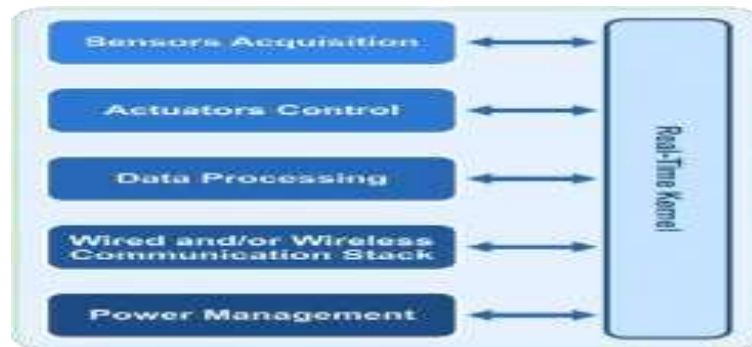 Sensors Acquisition
Actuators Control
Data Processing
Wired and/or Wireless
Communication Stack
Power Management
Real-Time Kernel